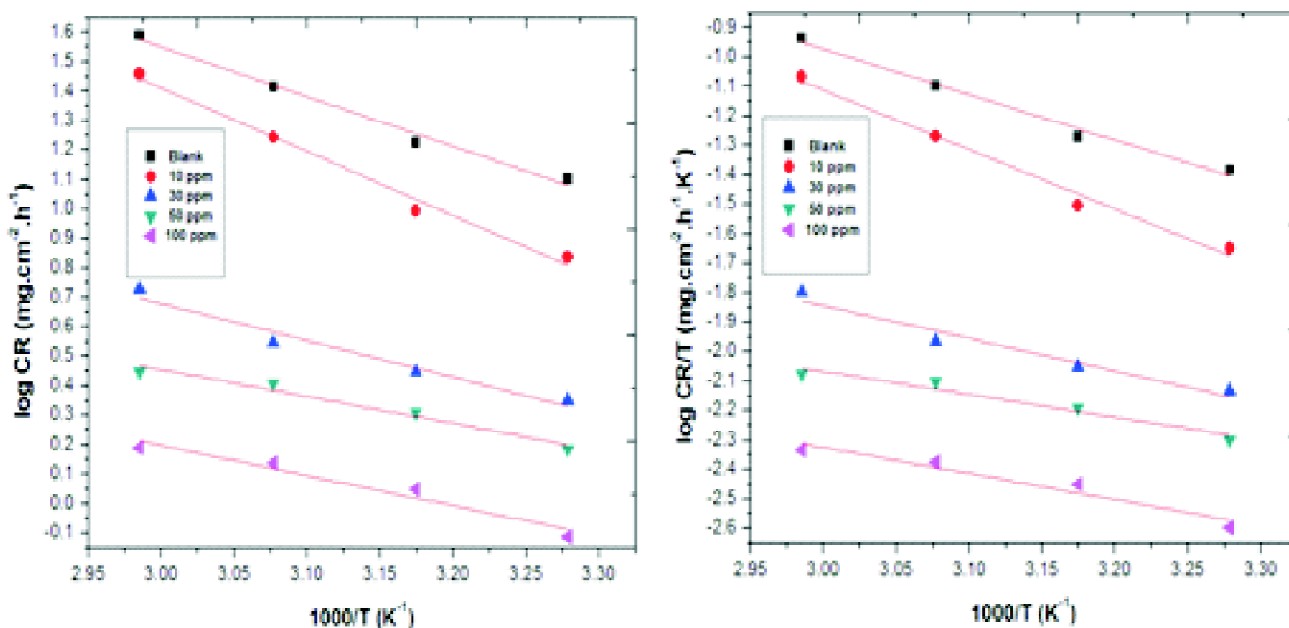 log CR (mg.cm⁻².h⁻¹)
1.6
1.5
1.4
1.3
1.2
1.1
1.0
0.9
0.8
0.7
0.6
0.5
0.4
0.3
0.2
0.1
0.0
-0.1
Blank
10 ppm
30 ppm
50 ppm
100 ppm
2.95 3.00 3.05 3.10 3.15 3.20 3.25 3.30
1000/T (K⁻¹)
log CR/T (mg.cm⁻².h⁻¹.K⁻¹)
-0.9
-1.0
-1.1
-1.2
-1.3
-1.4
-1.5
-1.6
-1.7
-1.8
-1.9
-2.0
-2.1
-2.2
-2.3
-2.4
-2.5
-2.6
Blank
10 ppm
30 ppm
50 ppm
100 ppm
2.95 3.00 3.05 3.10 3.15 3.20 3.25 3.30
1000/T (K⁻¹)